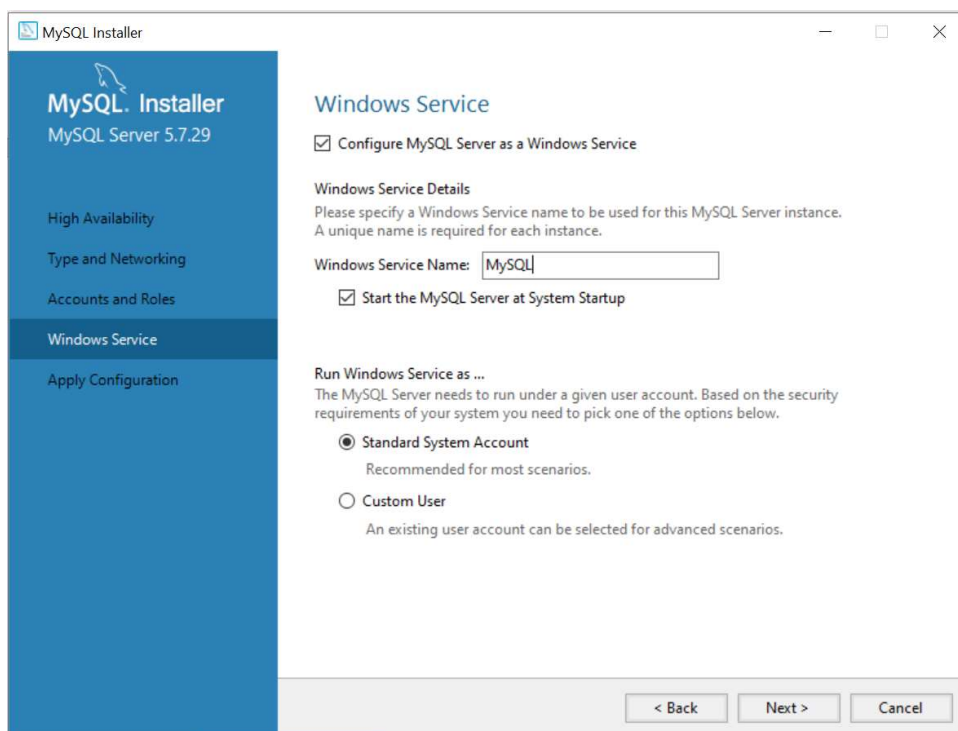 MySQL Installer
MySQL. Installer
MySQL Server 5.7.29
High Availability
Type and Networking
Accounts and Roles
Windows Service
Apply Configuration
Windows Service
Configure MySQL Server as a Windows Service
Windows Service Details
Please specify a Windows Service name to be used for this MySQL Server instance.
A unique name is required for each instance.
Windows Service Name: MySQL
Start the MySQL Server at System Startup
Run Windows Service as ...
The MySQL Server needs to run under a given user account. Based on the security
requirements of your system you need to pick one of the options below.
Standard System Account
Recommended for most scenarios.
Custom User
An existing user account can be selected for advanced scenarios.
< Back Next > Cancel